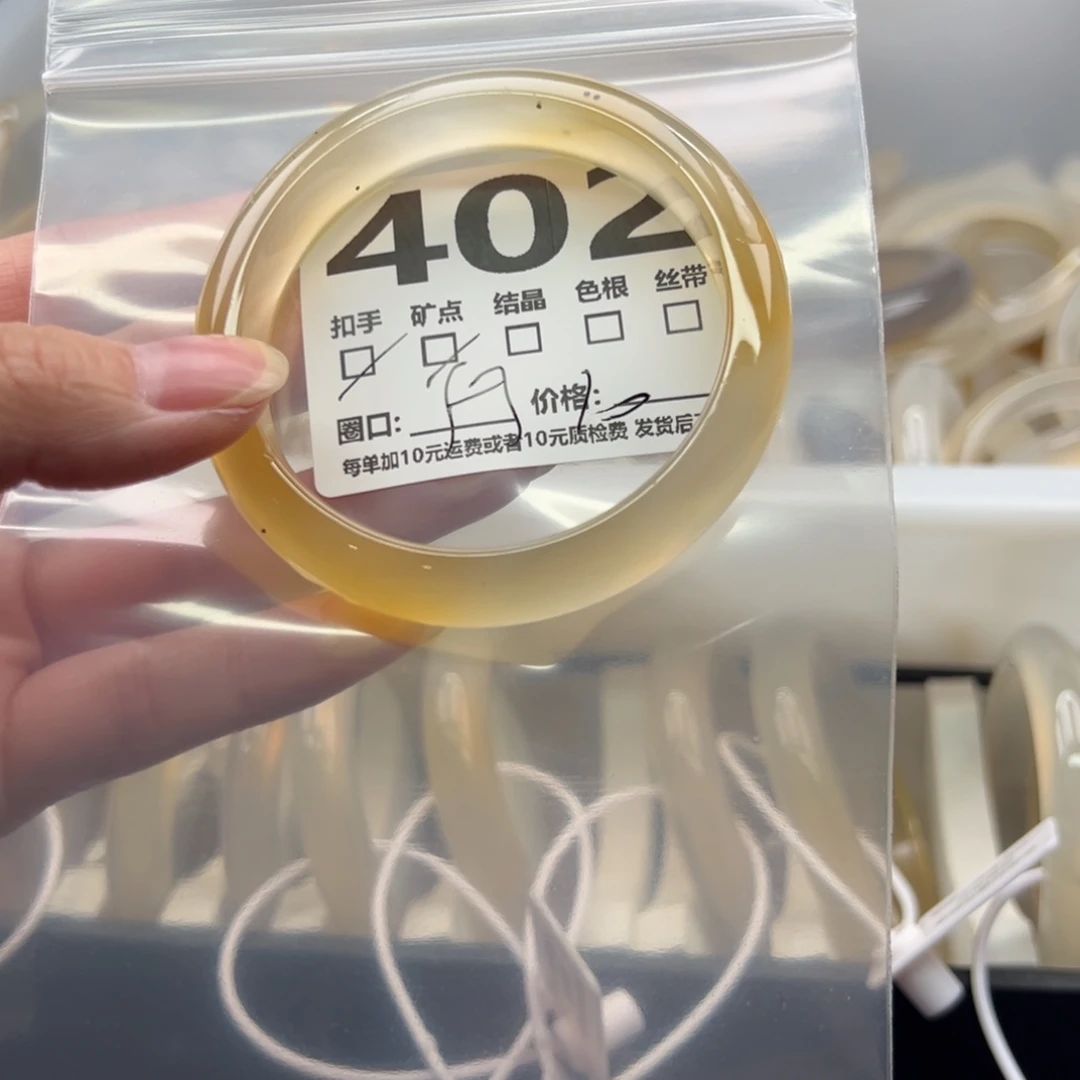 402
扣手 矿点 结晶 色根 丝带
圈口: 价格:
每单加10元运费或者10元质检费 发货后